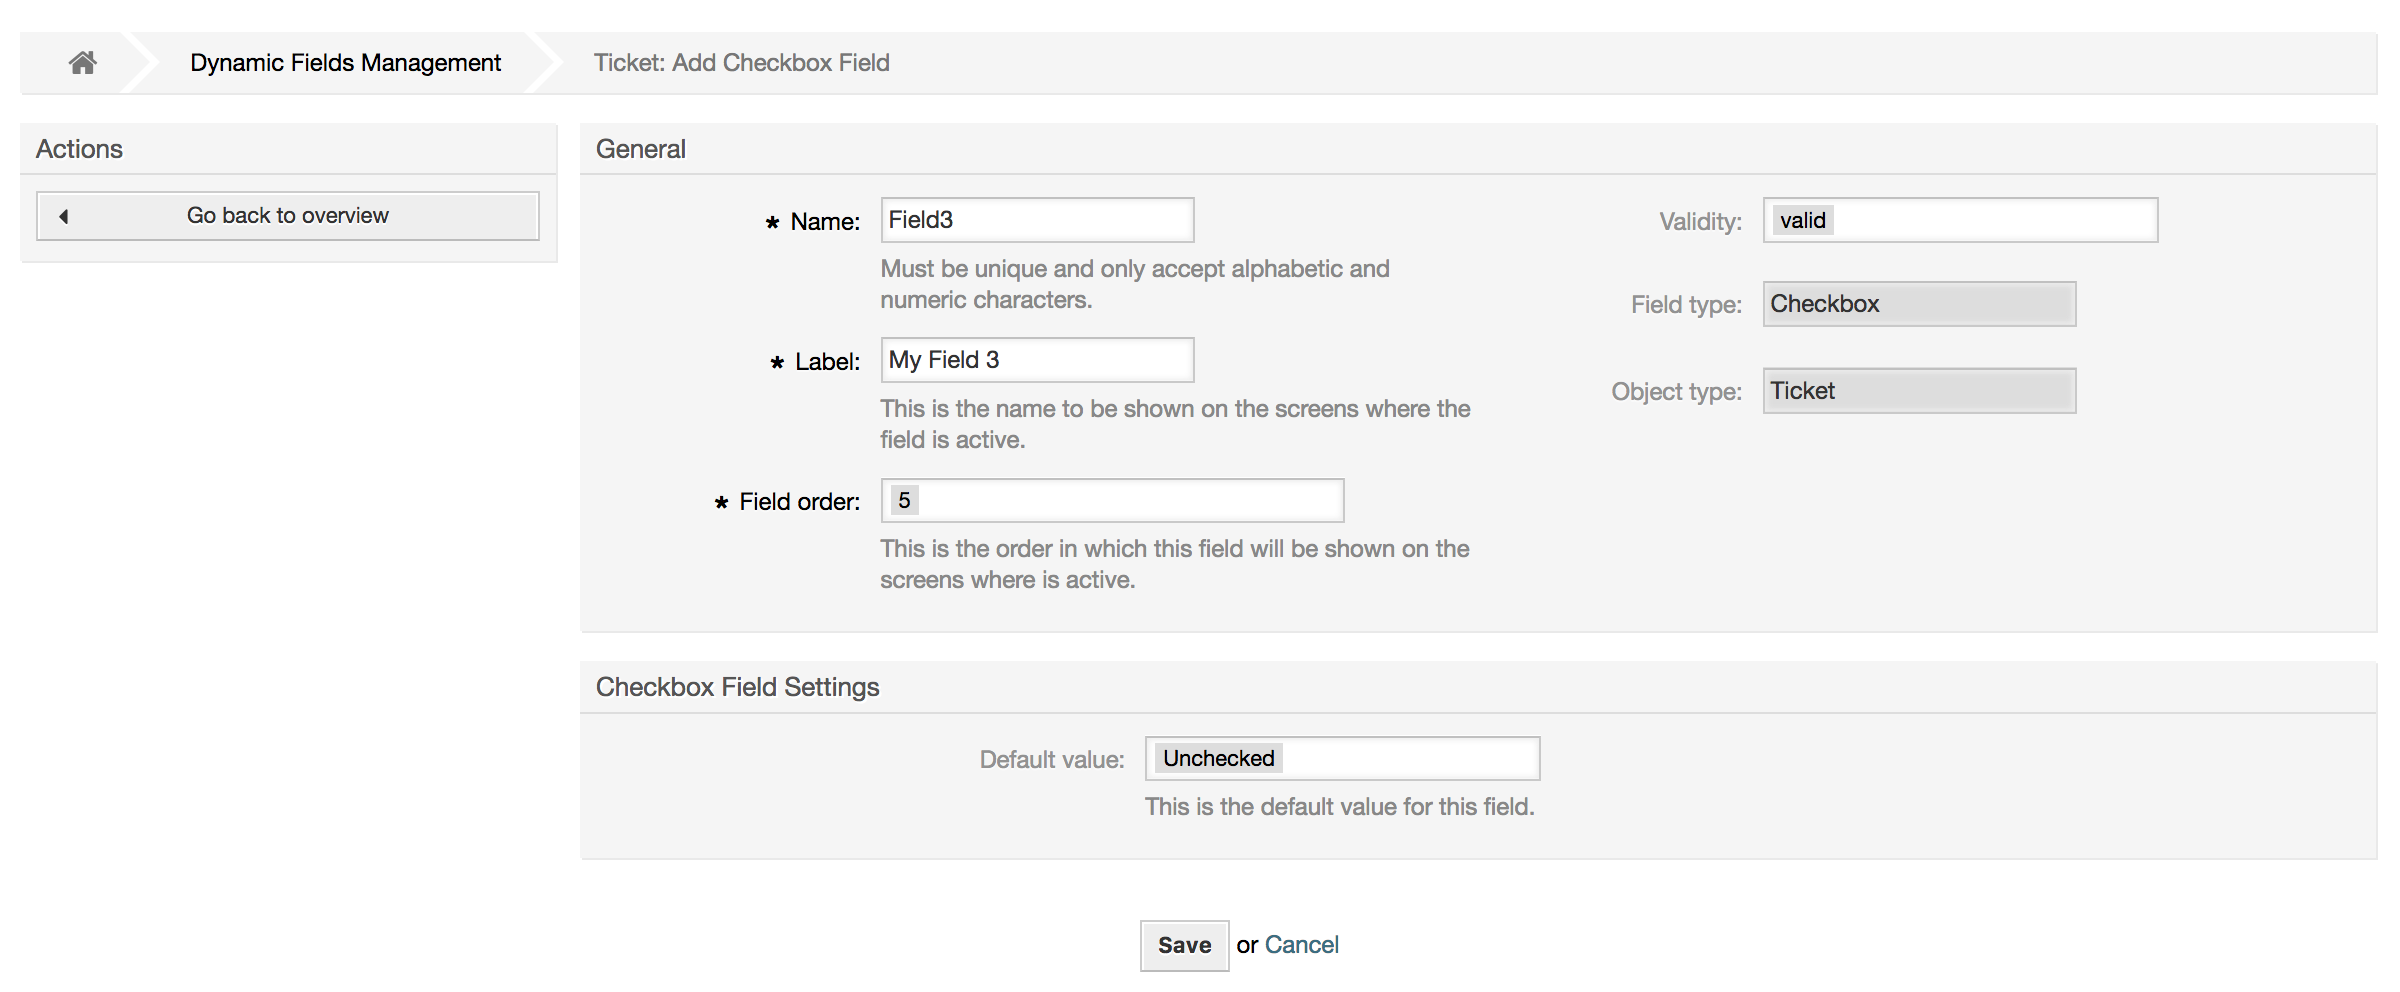 Dynamic Fields Management
Ticket: Add Checkbox Field
Actions
Go back to overview
General
* Name:
Field3
Must be unique and only accept alphabetic and
numeric characters.
* Label:
My Field 3
This is the name to be shown on the screens where the
field is active.
* Field order:
5
This is the order in which this field will be shown on the
screens where is active.
Validity:
valid
Field type:
Checkbox
Object type:
Ticket
Checkbox Field Settings
Default value:
Unchecked
This is the default value for this field.
Save or Cancel